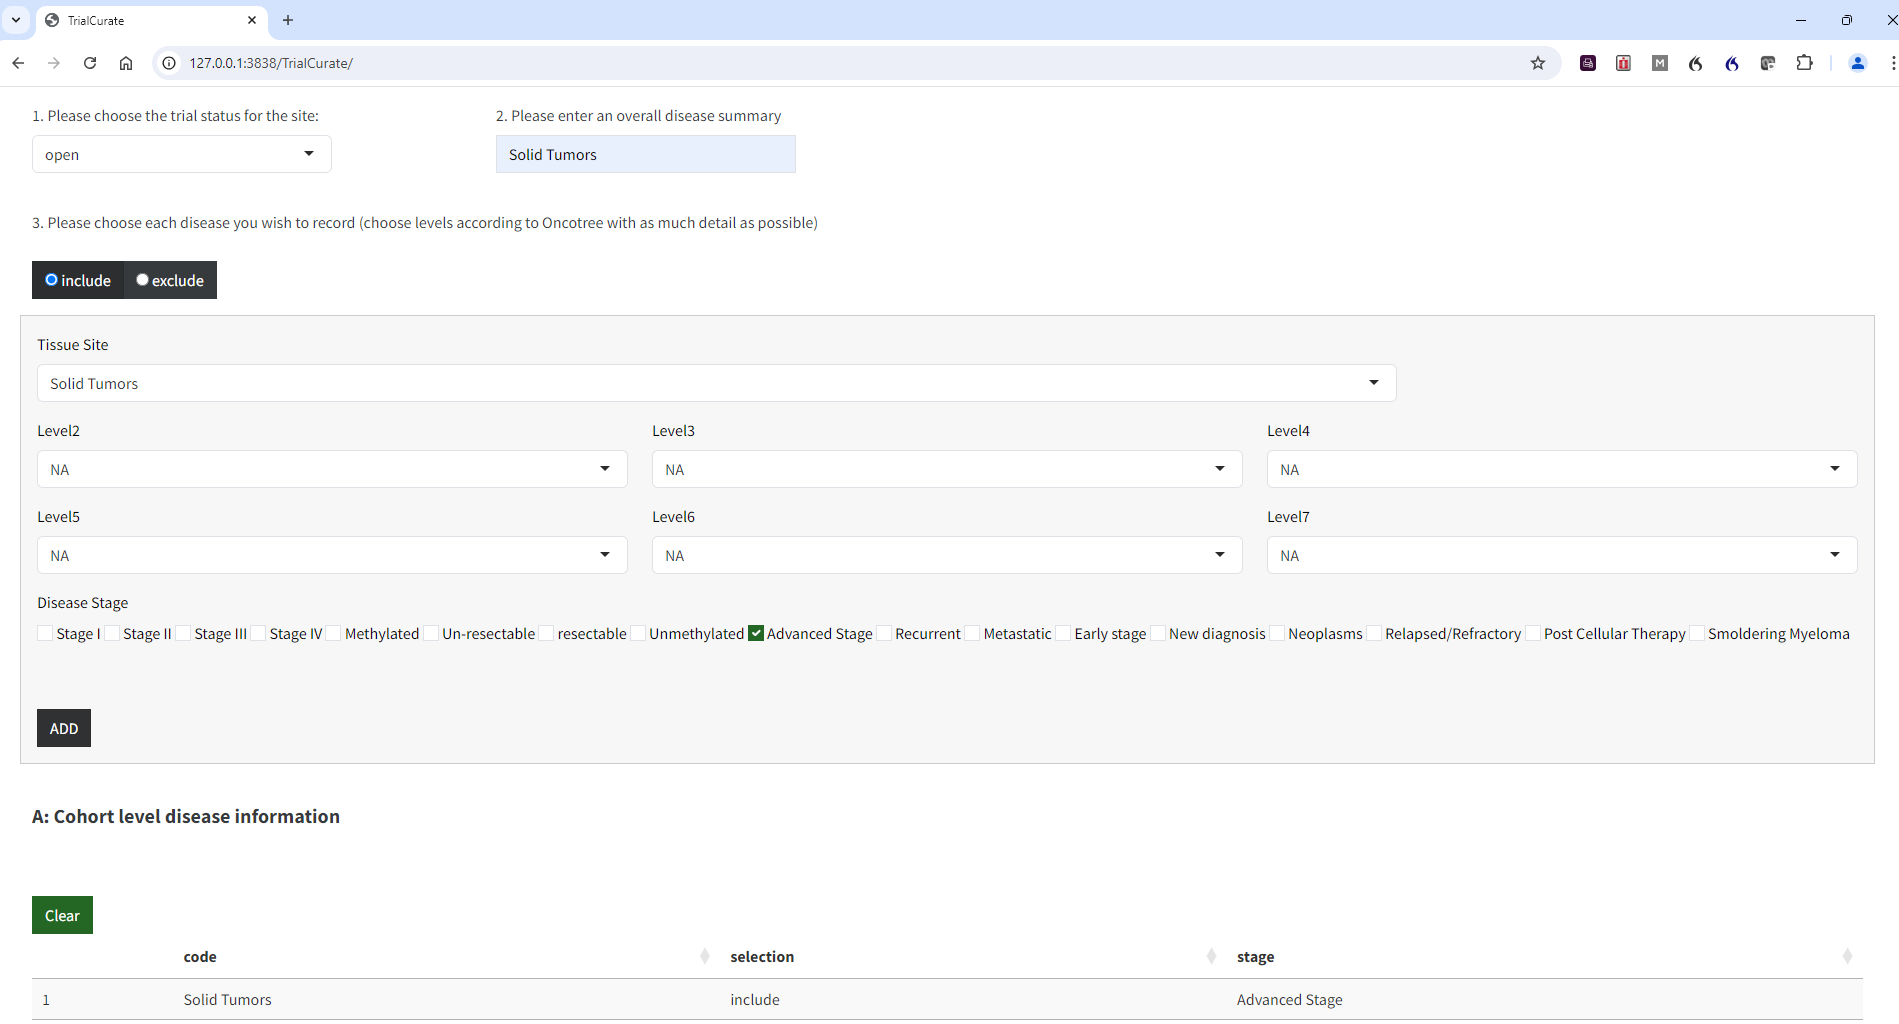 TrialCurate
127.0.0.1:3838/TrialCurate/
1. Please choose the trial status for the site:
2. Please enter an overall disease summary
open
Solid Tumors
3. Please choose each disease you wish to record (choose levels according to Oncotree with as much detail as possible)
include exclude
Tissue Site
Solid Tumors
Level2 Level3 Level4
NA NA NA
Level5 Level6 Level7
NA NA NA
Disease Stage
Stage I Stage II Stage III Stage IV Methylated Un-resectable resectable Unmethylated Advanced Stage Recurrent Metastatic Early stage New diagnosis Neoplasms Relapsed/Refractory Post Cellular Therapy Smoldering Myeloma
ADD
A: Cohort level disease information
Clear
code selection stage
1 Solid Tumors include Advanced Stage